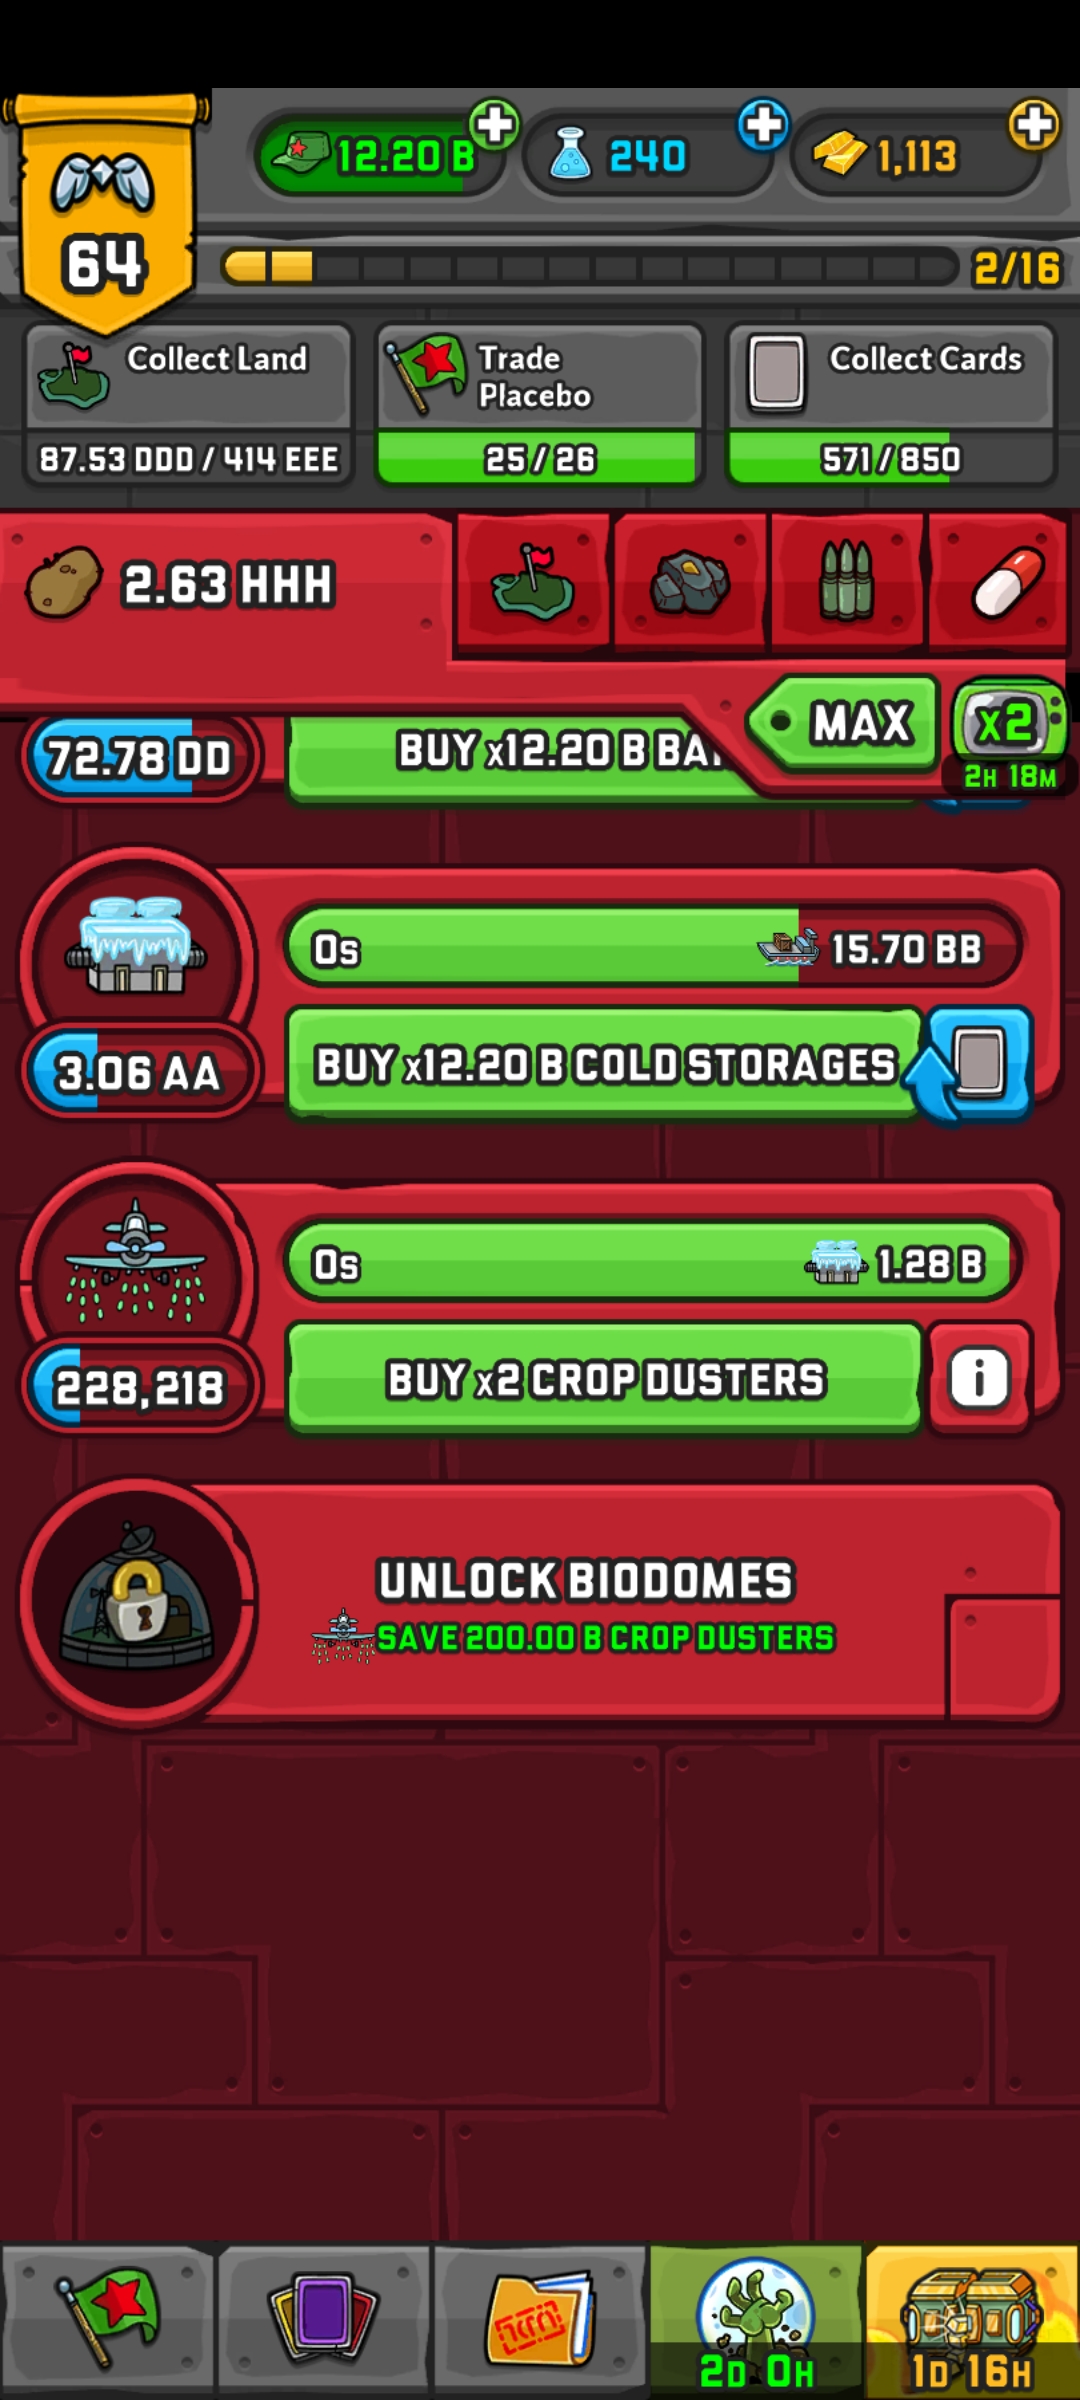 12.20 B
240
1,113
64
2/16
Collect Land
87.53 DDD / 414 EEE
Trade
Placebo
25 / 26
Collect Cards
571 / 850
2.63 HHH
MAX
x2
2H 18M
72.78 DD
BUY x12.20 B
0s
15.70 BB
3.06 AA
BUY x12.20 B COLD STORAGES
0s
1.28 B
228,218
BUY x2 CROP DUSTERS
i
UNLOCK BIODOMES
SAVE 200.00 B CROP DUSTERS
2D 0H
1D 16H